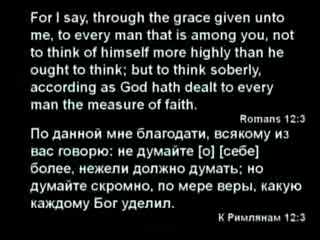 For I say, through the grace given unto
me, to every man that is among you, not
to think of himself more highly than he
ought to think; but to think soberly,
according as God hath dealt to every
man the measure of faith.
Romans 12:3
По данной мне благодати, всякому из
вас говорю: не думайте [о] [себе]
более, нежели должно думать; но
думайте скромно, по мере веры, какую
каждому Бог уделил.
К Римлянам 12:3